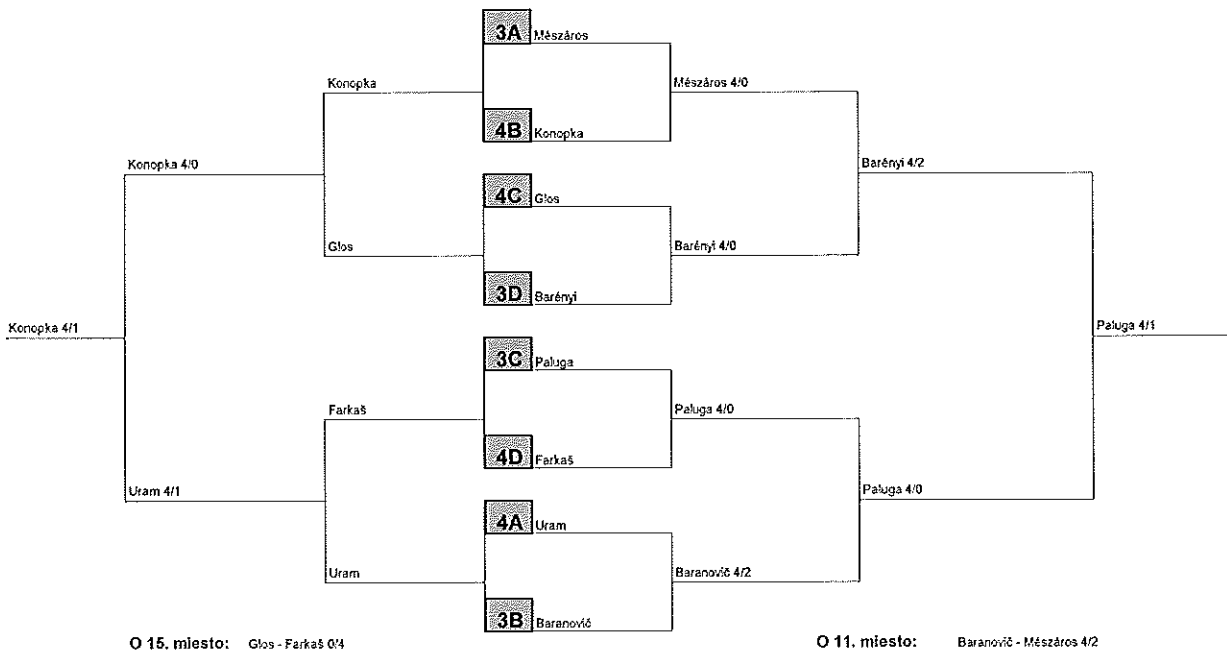 3A Mészáros
Konopka
Mészáros 4/0
4B Konopka
Konopka 4/0
Barényi 4/2
4C Glos
Glos
Barényi 4/0
3D Barényi
Konopka 4/1
Paluga 4/1
3C Paluga
Farkaš
Paluga 4/0
4D Farkaš
Uram 4/1
Paluga 4/0
4A Uram
Uram
Baranovič 4/2
3B Baranovič
O 15. miesto: Glos - Farkaš 0/4
O 11. miesto: Baranovič - Mészáros 4/2